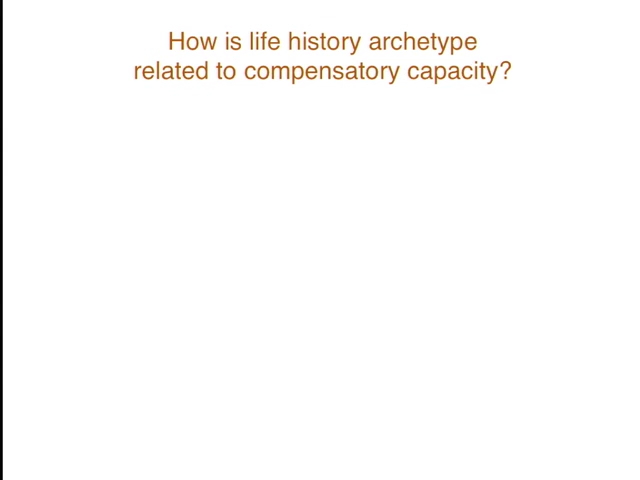 How is life history archetype
related to compensatory capacity?